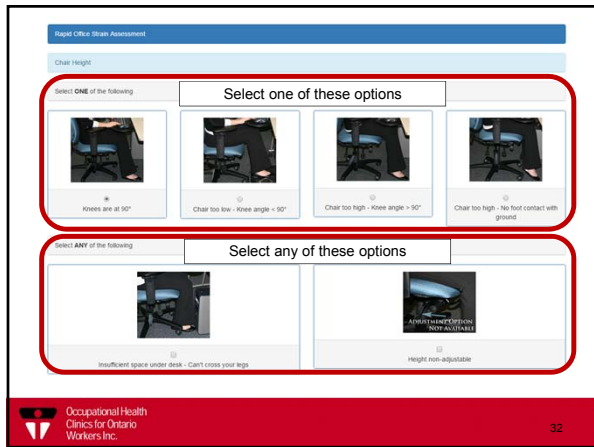 Rapid Office Strain Assessment
Chair Height
Select ONE of the following
Select one of these options
Knees are at 90°
Chair too low - Knee angle < 90°
Chair too high - Knee angle > 90°
Chair too high - No foot contact with
ground
Select ANY of the following
Select any of these options
ADJUSTMENT OPTION
NOT AVAILABLE
Insufficient space under desk - Can't cross your legs
Height non-adjustable
Occupational Health
Clinics for Ontario
Workers Inc.
32